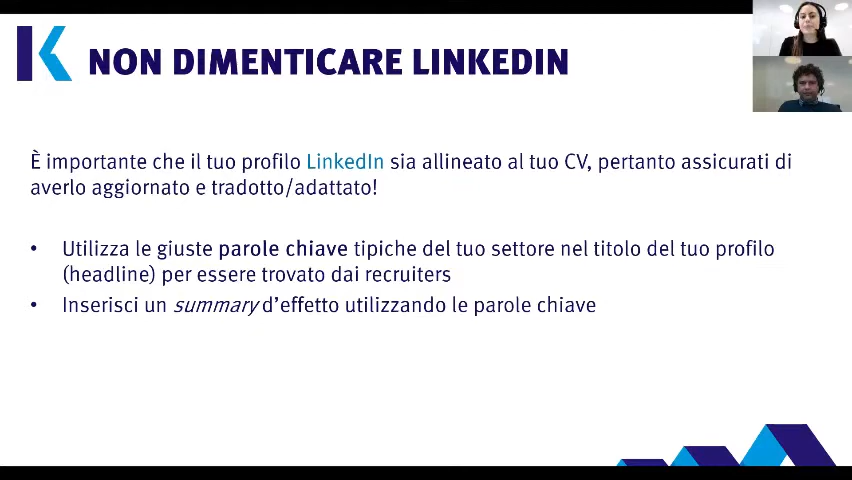 NON DIMENTICARE LINKEDIN
È importante che il tuo profilo LinkedIn sia allineato al tuo CV, pertanto assicurati di
averlo aggiornato e tradotto/adattato!
• Utilizza le giuste parole chiave tipiche del tuo settore nel titolo del tuo profilo
(headline) per essere trovato dai recruiters
• Inserisci un summary d’effetto utilizzando le parole chiave